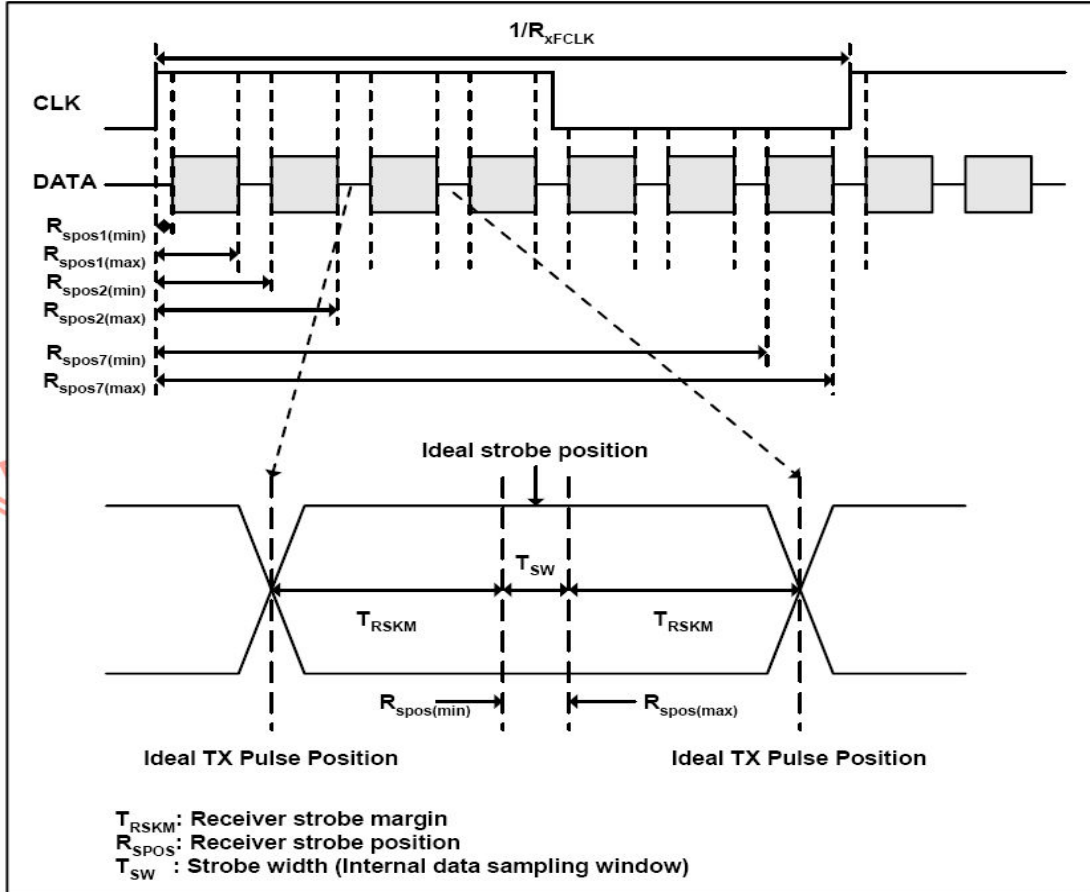 1/RxFCLK
CLK
DATA
Rspos1(min)
Rspos1(max)
Rspos2(min)
Rspos2(max)
Rspos7(min)
Rspos7(max)
Ideal strobe position
TSW
TRSKM TRSKM
Rspos(min) Rspos(max)
Ideal TX Pulse Position Ideal TX Pulse Position
TRSKM: Receiver strobe margin
RSPOS: Receiver strobe position
TSW : Strobe width (Internal data sampling window)